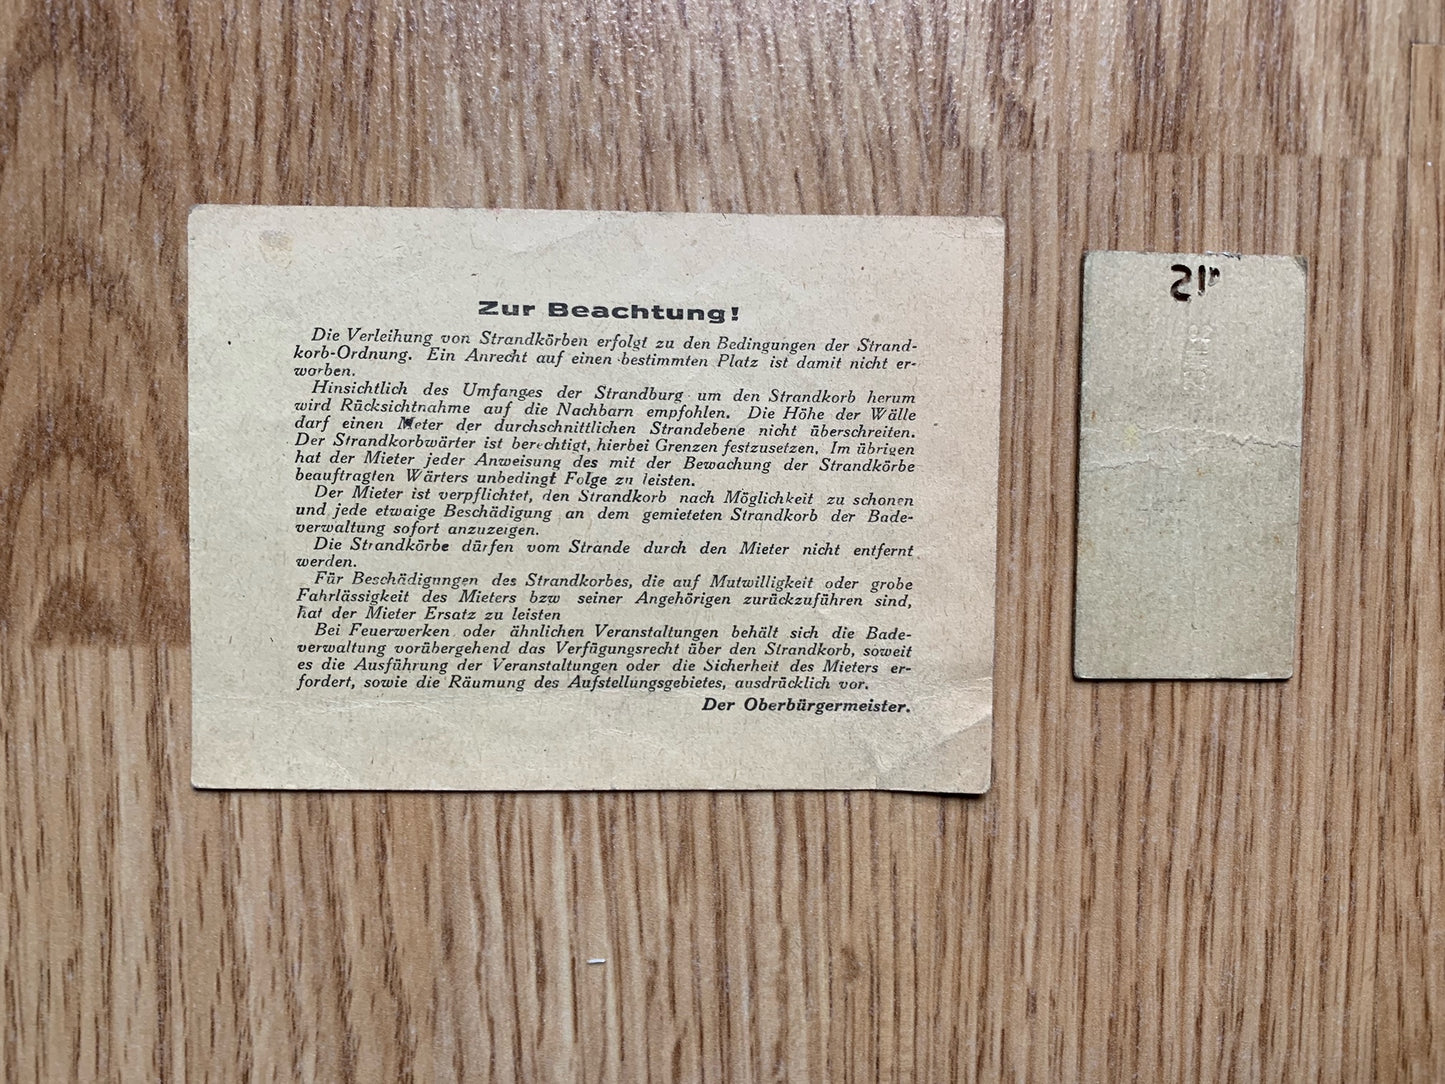 Zur Beachtung!
Die Verleihung von Strandkörben erfolgt zu den Bedingungen der Strand-
korb-Ordnung. Ein Anrecht auf einen bestimmten Platz ist damit nicht er-
worben.
Hinsichtlich des Umfanges der Strandburg um den Strandkorb herum
wird Rücksichtnahme auf die Nachbarn empfohlen. Die Höhe der Wälle
darf einen Meter der durchschnittlichen Strandebene nicht überschreiten.
Der Strandkorbwärter ist berechtigt, hierbei Grenzen festzusetzen. Im übrigen
hat der Mieter jeder Anweisung des mit der Bewachung der Strandkörbe
beauftragten Wärters unbedingt Folge zu leisten.
Der Mieter ist verpflichtet, den Strandkorb nach Möglichkeit zu schonen
und jede etwaige Beschädigung an dem gemieteten Strandkorb der Bade-
verwaltung sofort anzuzeigen.
Die Strandkörbe dürfen vom Strande durch den Mieter nicht entfernt
werden.
Für Beschädigungen des Strandkorbes, die auf Mutwilligkeit oder grobe
Fahrlässigkeit des Mieters bzw seiner Angehörigen zurückzuführen sind,
hat der Mieter Ersatz zu leisten
Bei Feuerwerken oder ähnlichen Veranstaltungen behält sich die Bade-
verwaltung vorübergehend das Verfügungsrecht über den Strandkorb, soweit
es die Ausführung der Veranstaltungen oder die Sicherheit des Mieters er-
fordert, sowie die Räumung des Aufstellungsgebietes, ausdrücklich vor.
Der Oberbürgermeister.